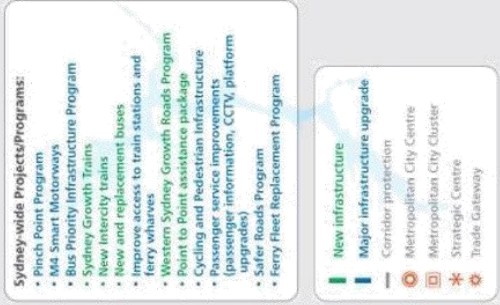 Sydney-wide Projects/Programs:
• Pinch Point Program
• M4 Smart Motorways
• Bus Priority Infrastructure Program
• Sydney Growth Trains
• New Intercity trains
• New and replacement buses
• Improve access to train stations and
ferry wharves
• Western Sydney Growth Roads Program
• Point to Point assistance package
• Cycling and Pedestrian Infrastructure
• Passenger service improvements
(passenger information, CCTV, platform
upgrades)
• Safer Roads Program
• Ferry Fleet Replacement Program
New infrastructure
Major infrastructure upgrade
Corridor protection
Metropolitan City Centre
Metropolitan City Cluster
Strategic Centre
Trade Gateway